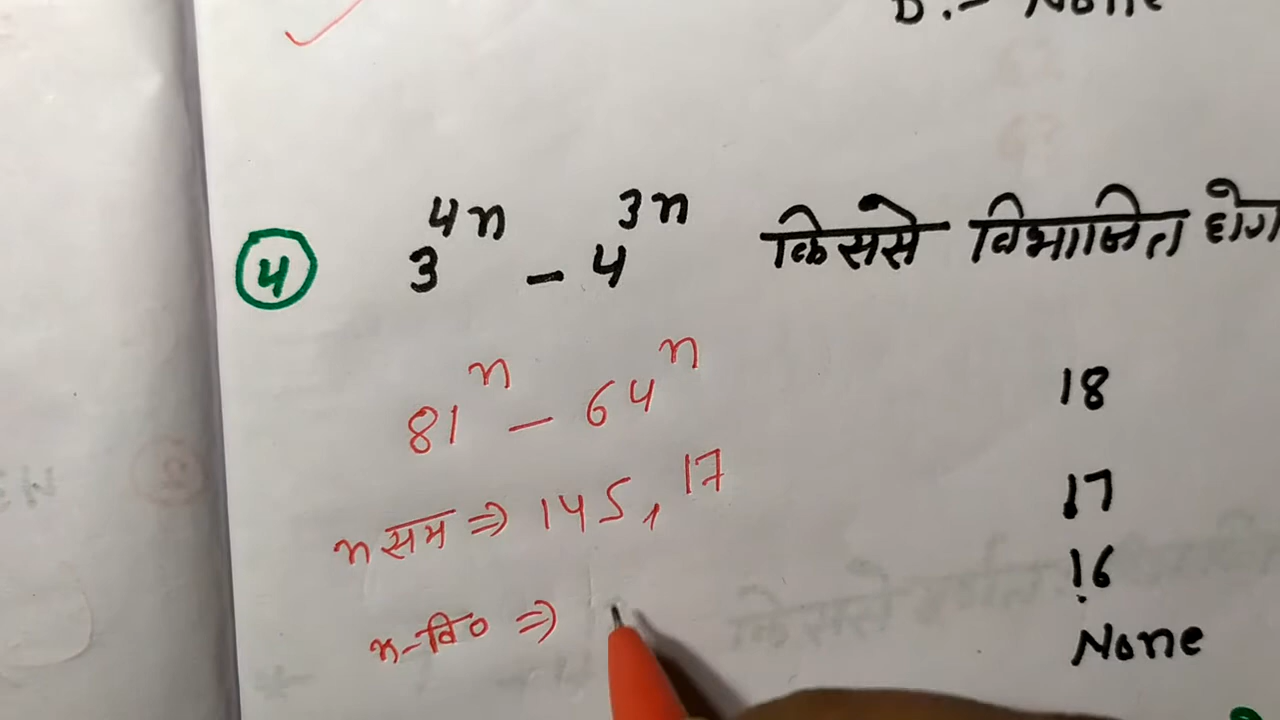 D.- None
④ 3^{4n} - 4^{3n} किससे विभाजित होगा
81^n - 64^n
18
n सम ⇒ 145, 17
17
n-वि० ⇒
16
None